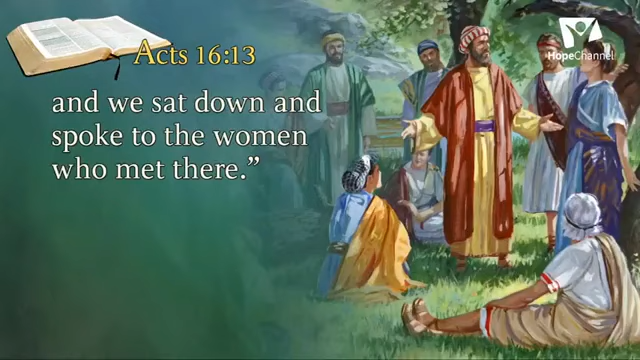 HopeChannel
Acts 16:13
and we sat down and
spoke to the women
who met there.”